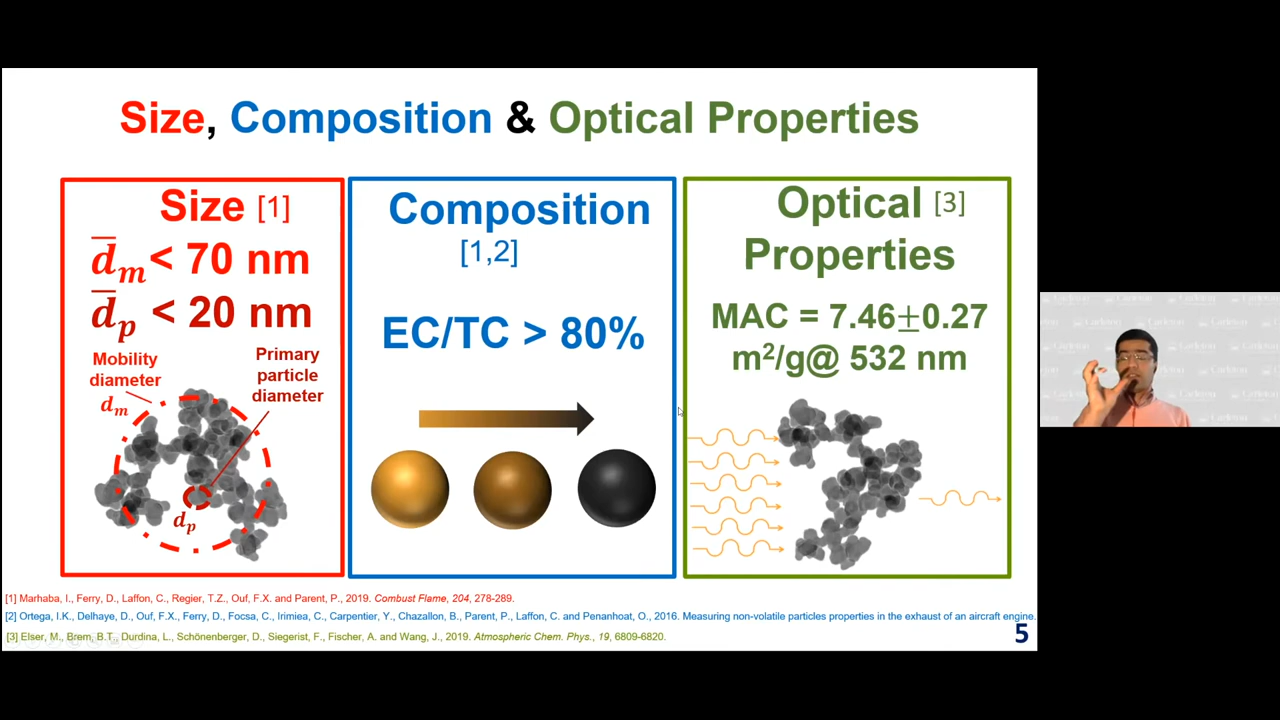 Size, Composition & Optical Properties
Size [1]
d̅m < 70 nm
d̅p < 20 nm
Mobility
diameter
dm
Primary
particle
diameter
dp
Composition
[1,2]
EC/TC > 80%
Optical [3]
Properties
MAC = 7.46±0.27
m²/g@ 532 nm
[1] Marhaba, I., Ferry, D., Laffon, C., Regier, T.Z., Ouf, F.X. and Parent, P., 2019. Combust Flame, 204, 278-289.
[2] Ortega, I.K., Delhaye, D., Ouf, F.X., Ferry, D., Focsa, C., Irimiea, C., Carpentier, Y., Chazallon, B., Parent, P., Laffon, C. and Penanhoat, O., 2016. Measuring non-volatile particles properties in the exhaust of an aircraft engine.
[3] Elser, M., Brem, B.T., Durdina, L., Schönenberger, D., Siegerist, F., Fischer, A. and Wang, J., 2019. Atmospheric Chem. Phys., 19, 6809-6820.
5
Carleton